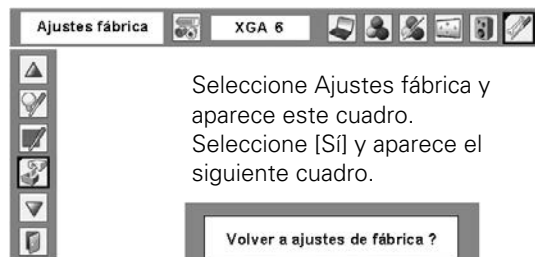 Ajustes fábrica XGA 6
Seleccione Ajustes fábrica y
aparece este cuadro.
Seleccione [Sí] y aparece el
siguiente cuadro.
Volver a ajustes de fábrica ?